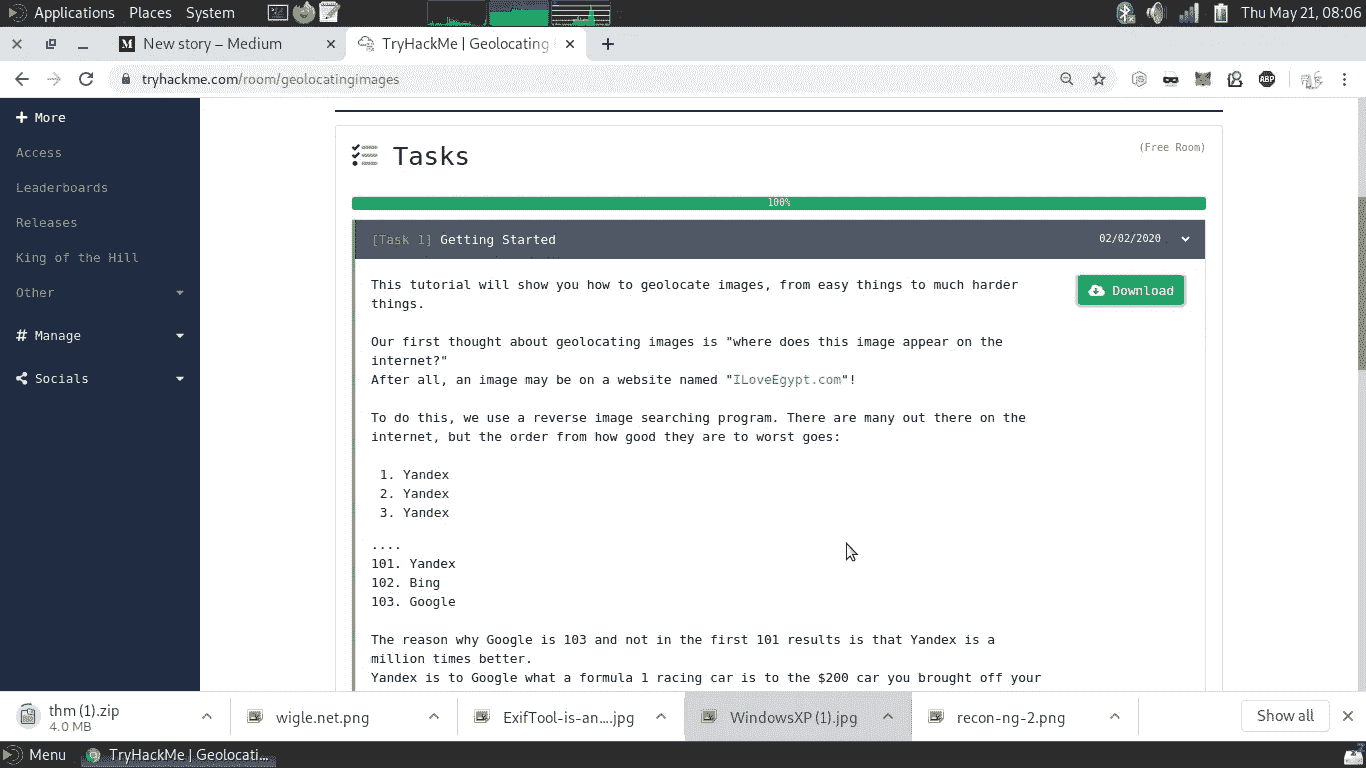 Applications Places System Thu May 21, 08:06
New story – Medium TryHackMe | Geolocating
tryhackme.com/room/geolocatingimages ABP
More
Access
Leaderboards
Releases
King of the Hill
Other
# Manage
Socials
Tasks
(Free Room)
100%
[Task 1] Getting Started 02/02/2020
Download
This tutorial will show you how to geolocate images, from easy things to much harder
things.
Our first thought about geolocating images is "where does this image appear on the
internet?"
After all, an image may be on a website named "ILoveEgypt.com"!
To do this, we use a reverse image searching program. There are many out there on the
internet, but the order from how good they are to worst goes:
1. Yandex
2. Yandex
3. Yandex
....
101. Yandex
102. Bing
103. Google
The reason why Google is 103 and not in the first 101 results is that Yandex is a
million times better.
Yandex is to Google what a formula 1 racing car is to the $200 car you brought off your
thm (1).zip
4.0 MB
wigle.net.png
ExifTool-is-an....jpg
WindowsXP (1).jpg
recon-ng-2.png
Show all
Menu TryHackMe | Geolocati...